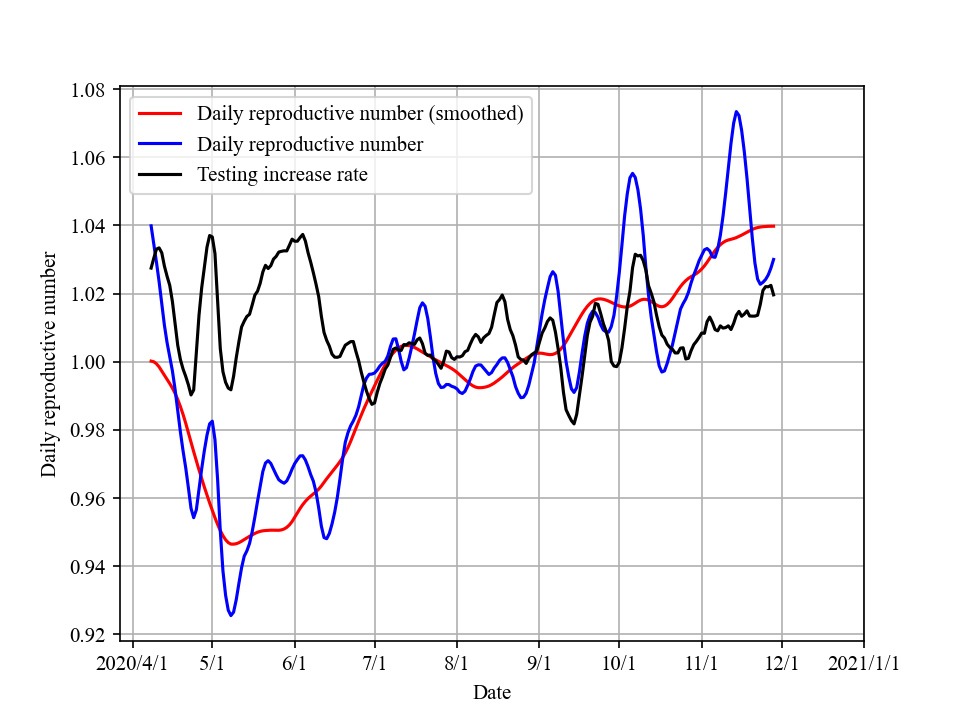 1.08
1.06
1.04
1.02
1.00
0.98
0.96
0.94
0.92
Daily reproductive number
Daily reproductive number (smoothed)
Daily reproductive number
Testing increase rate
2020/4/1 5/1 6/1 7/1 8/1 9/1 10/1 11/1 12/1 2021/1/1
Date